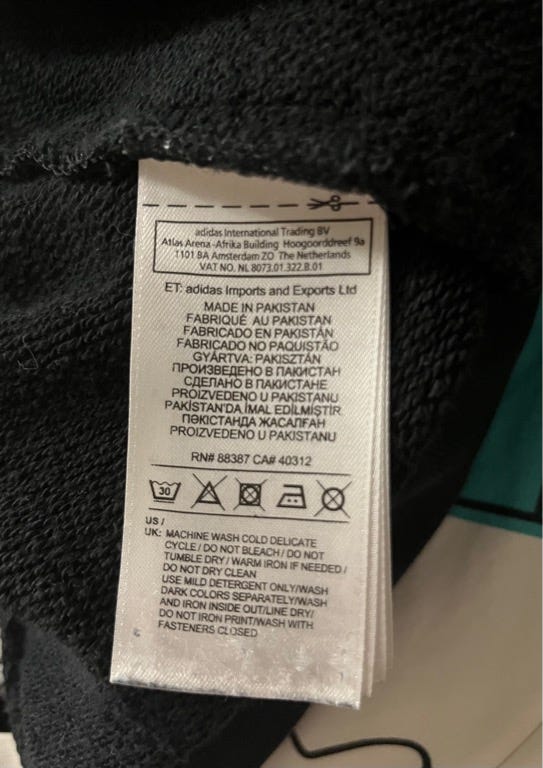 adidas International Trading BV
Atlas Arena -Afrika Building Hoogoorddreef 9a
1101 BA Amsterdam ZO The Netherlands
VAT NO. NL 8073.01.322.B.01
ET: adidas Imports and Exports Ltd
MADE IN PAKISTAN
FABRIQUÉ AU PAKISTAN
FABRICADO EN PAKISTÁN
FABRICADO NO PAQUISTÃO
GYÁRTVA: PAKISZTÁN
ПРОИЗВЕДЕНО В ПАКИСТАН
СДЕЛАНО В ПАКИСТАНЕ
PROIZVEDENO U PAKISTANU
PAKİSTAN'DA İMAL EDİLMİŞTİR
ПӘКІСТАНДА ЖАСАЛҒАН
PROIZVEDENO U PAKISTANU
RN# 88387 CA# 40312
30
US /
UK: MACHINE WASH COLD DELICATE
CYCLE / DO NOT BLEACH / DO NOT
TUMBLE DRY / WARM IRON IF NEEDED /
DO NOT DRY CLEAN
USE MILD DETERGENT ONLY/WASH
DARK COLORS SEPARATELY/WASH
AND IRON INSIDE OUT/LINE DRY/
DO NOT IRON PRINT/WASH WITH
FASTENERS CLOSED